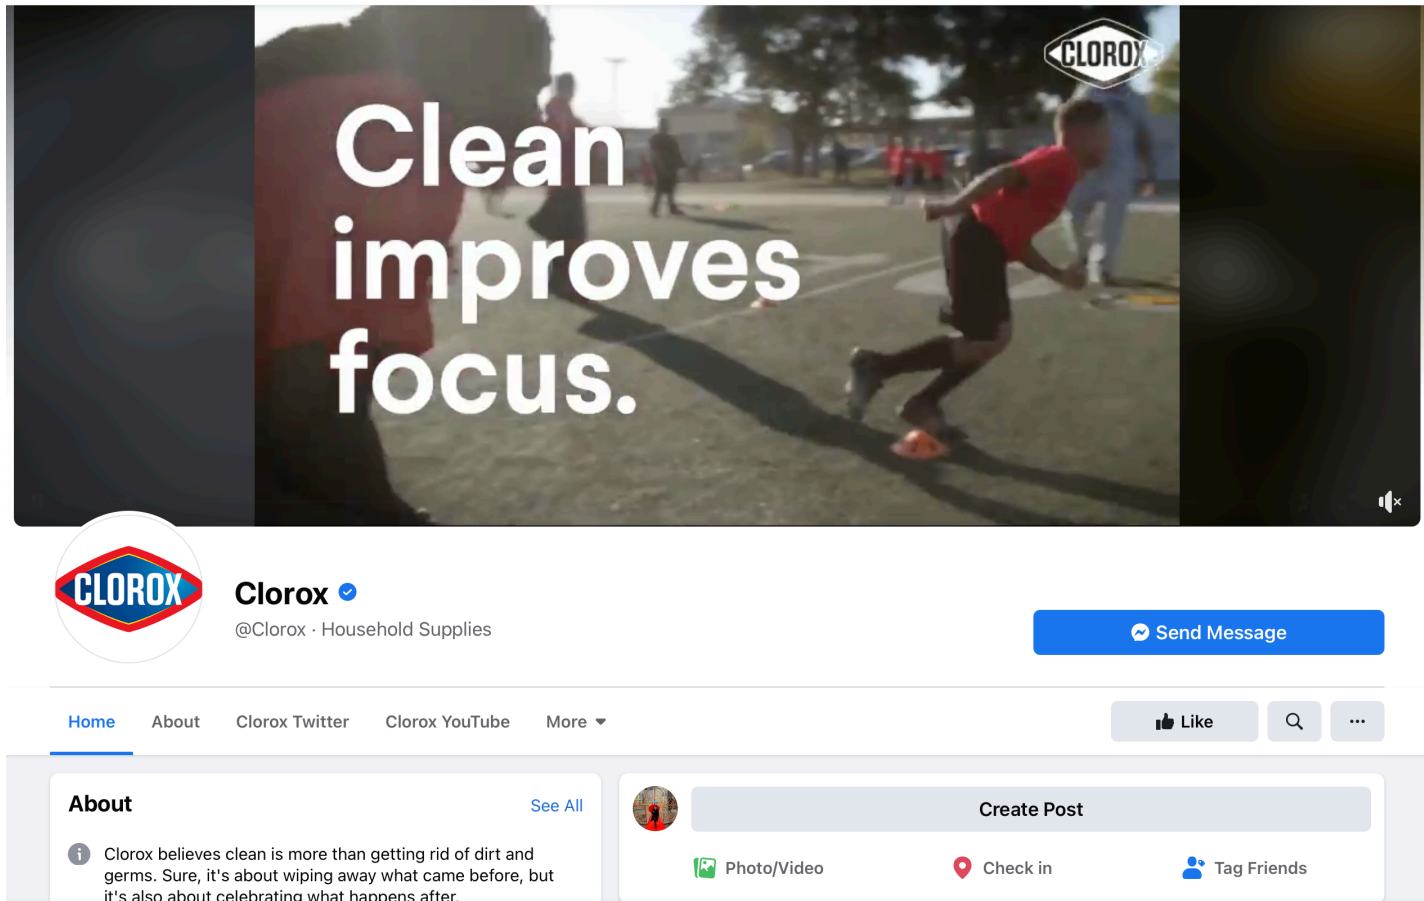 CLOROX
Clean
improves
focus.
CLOROX
Clorox
@Clorox · Household Supplies
Send Message
Home About Clorox Twitter Clorox YouTube More
Like
About
See All
Clorox believes clean is more than getting rid of dirt and
germs. Sure, it's about wiping away what came before, but
it's also about celebrating what happens after.
Create Post
Photo/Video Check in Tag Friends